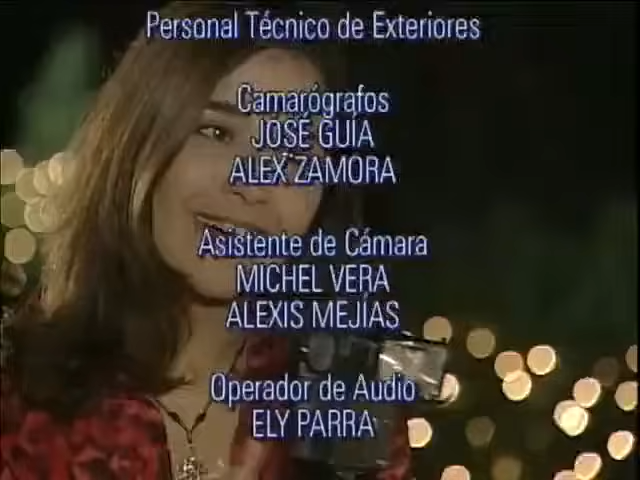 Personal Técnico de Exteriores
Camarógrafos
JOSÉ GUÍA
ALEX ZAMORA
Asistente de Cámara
MICHEL VERA
ALEXIS MEJÍAS
Operador de Audio
ELY PARRA